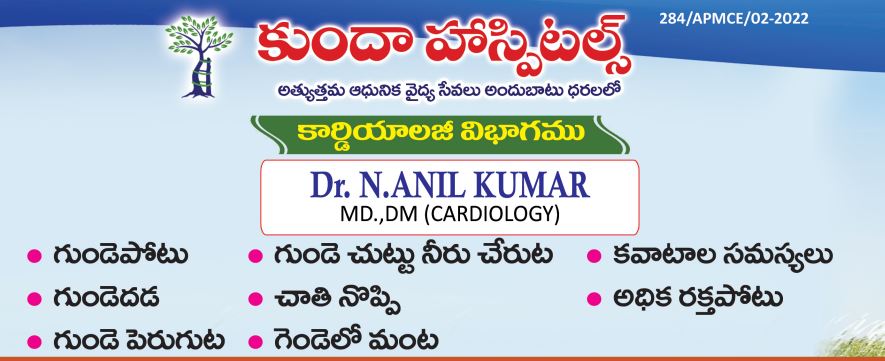 284/APMCE/02-2022
కుందా హాస్పిటల్స్
అత్యుత్తమ ఆధునిక వైద్య సేవలు అందుబాటు ధరలలో
కార్డియాలజీ విభాగము
Dr. N.ANIL KUMAR
MD.,DM (CARDIOLOGY)
• గుండెపోటు • గుండె చుట్టు నీరు చేరుట • కవాటాల సమస్యలు
• గుండెదడ • చాతి నొప్పి • అధిక రక్తపోటు
• గుండె పెరుగుట • గెండెలో మంట